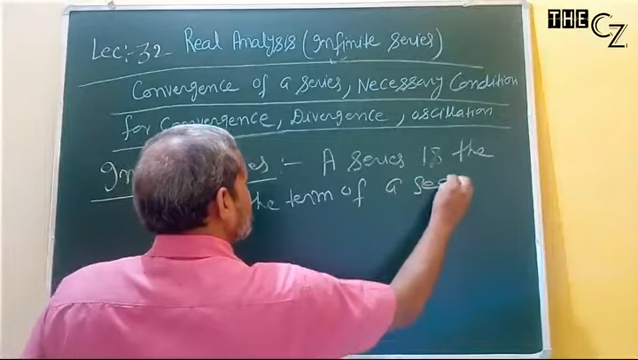 THE CZ
Lec:- 32 Real Analysis (Infinite series)
Convergence of a series, Necessary Condition
for Convergence, Divergence, oscillation
:- A series is the
the term of a